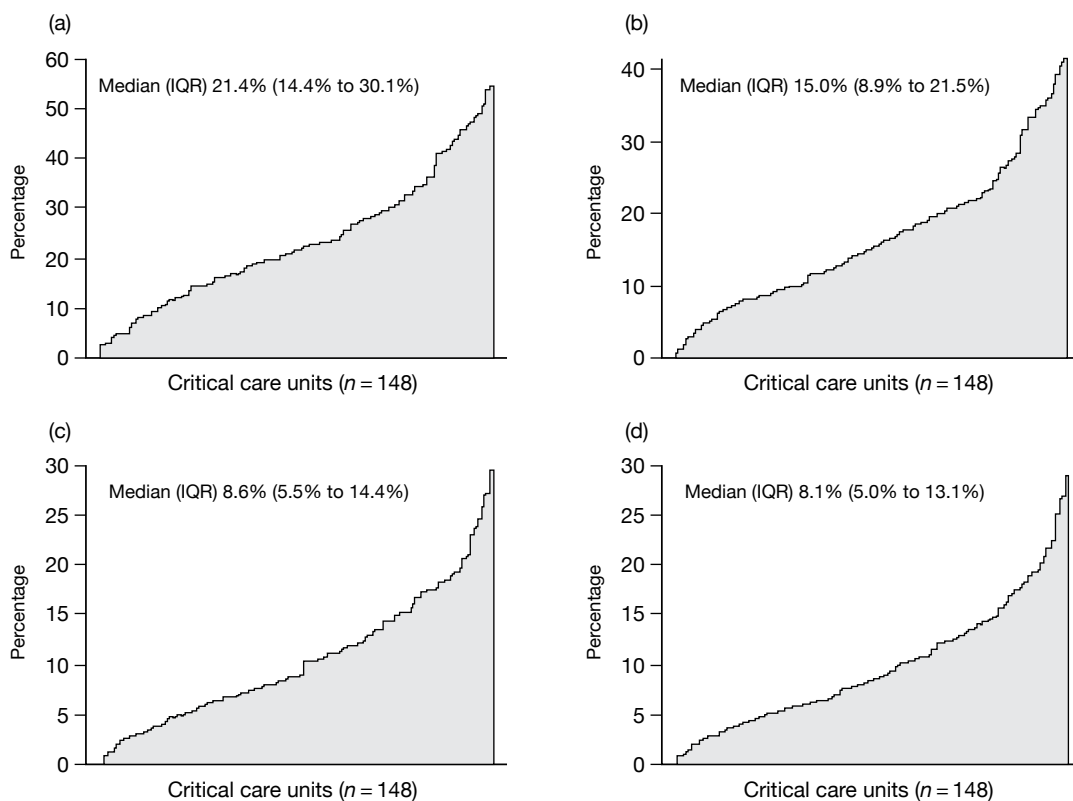 (a)
60
50
40
30
20
10
0
Percentage
Median (IQR) 21.4% (14.4% to 30.1%)
Critical care units (n = 148)
(b)
40
30
20
10
0
Percentage
Median (IQR) 15.0% (8.9% to 21.5%)
Critical care units (n = 148)
(c)
30
25
20
15
10
5
0
Percentage
Median (IQR) 8.6% (5.5% to 14.4%)
Critical care units (n = 148)
(d)
30
25
20
15
10
5
0
Percentage
Median (IQR) 8.1% (5.0% to 13.1%)
Critical care units (n = 148)